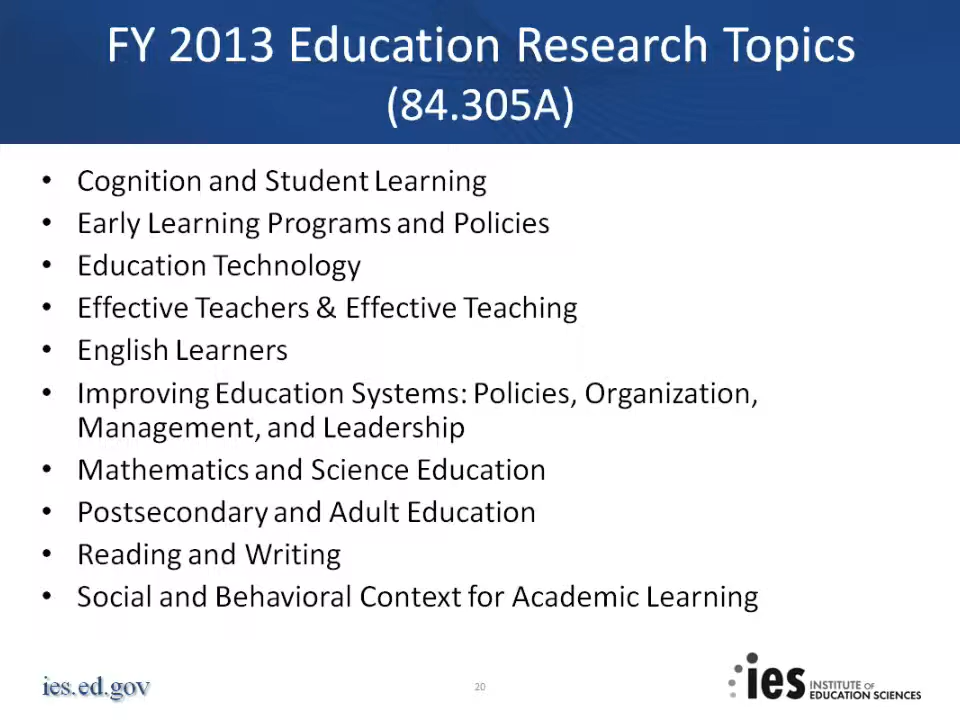 FY 2013 Education Research Topics
(84.305A)
• Cognition and Student Learning
• Early Learning Programs and Policies
• Education Technology
• Effective Teachers & Effective Teaching
• English Learners
• Improving Education Systems: Policies, Organization,
Management, and Leadership
• Mathematics and Science Education
• Postsecondary and Adult Education
• Reading and Writing
• Social and Behavioral Context for Academic Learning
ies.ed.gov
20
ies INSTITUTE OF
EDUCATION SCIENCES